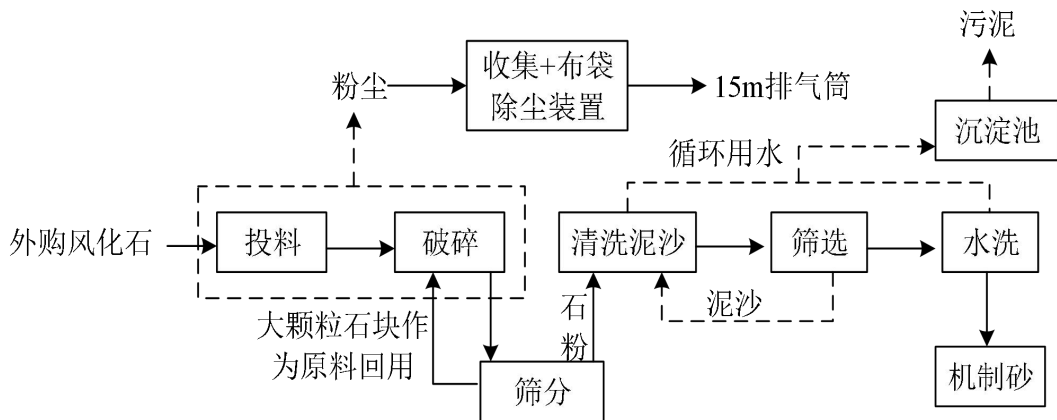 污泥
粉尘
收集+布袋
除尘装置
15m排气筒
沉淀池
循环用水
外购风化石
投料
破碎
清洗泥沙
筛选
水洗
大颗粒石块作
为原料回用
石
粉
泥沙
筛分
机制砂